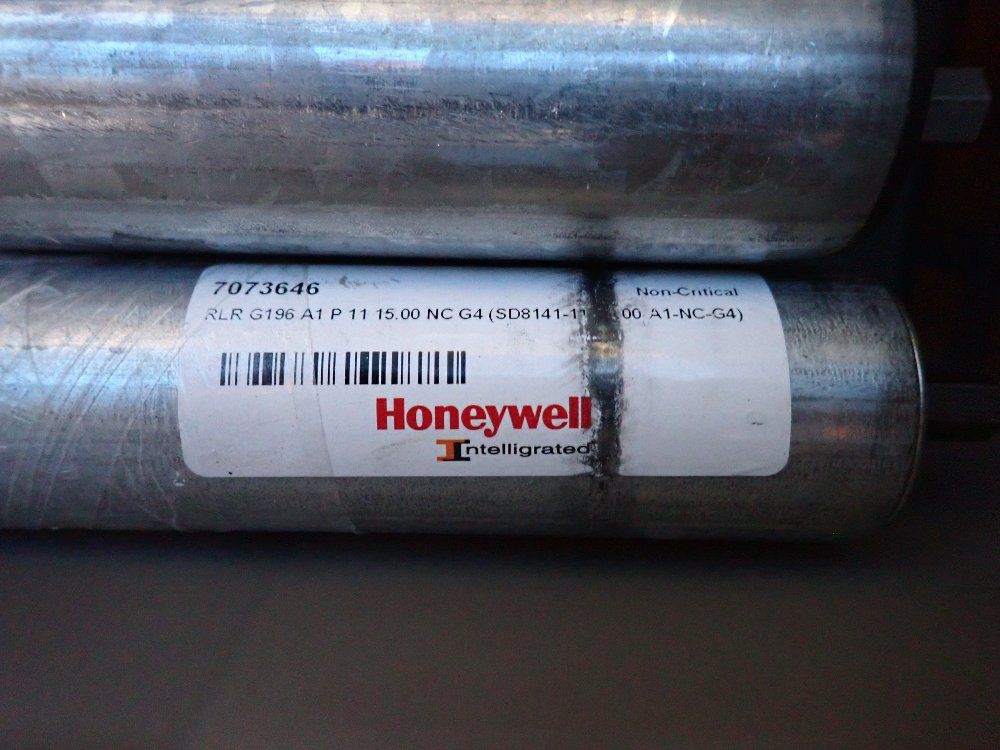 7073646
Non-Critical
RLR G196 A1 P 11 15.00 NC G4 (SD8141-11 00 A1-NC-G4)
Honeywell
Intelligrated